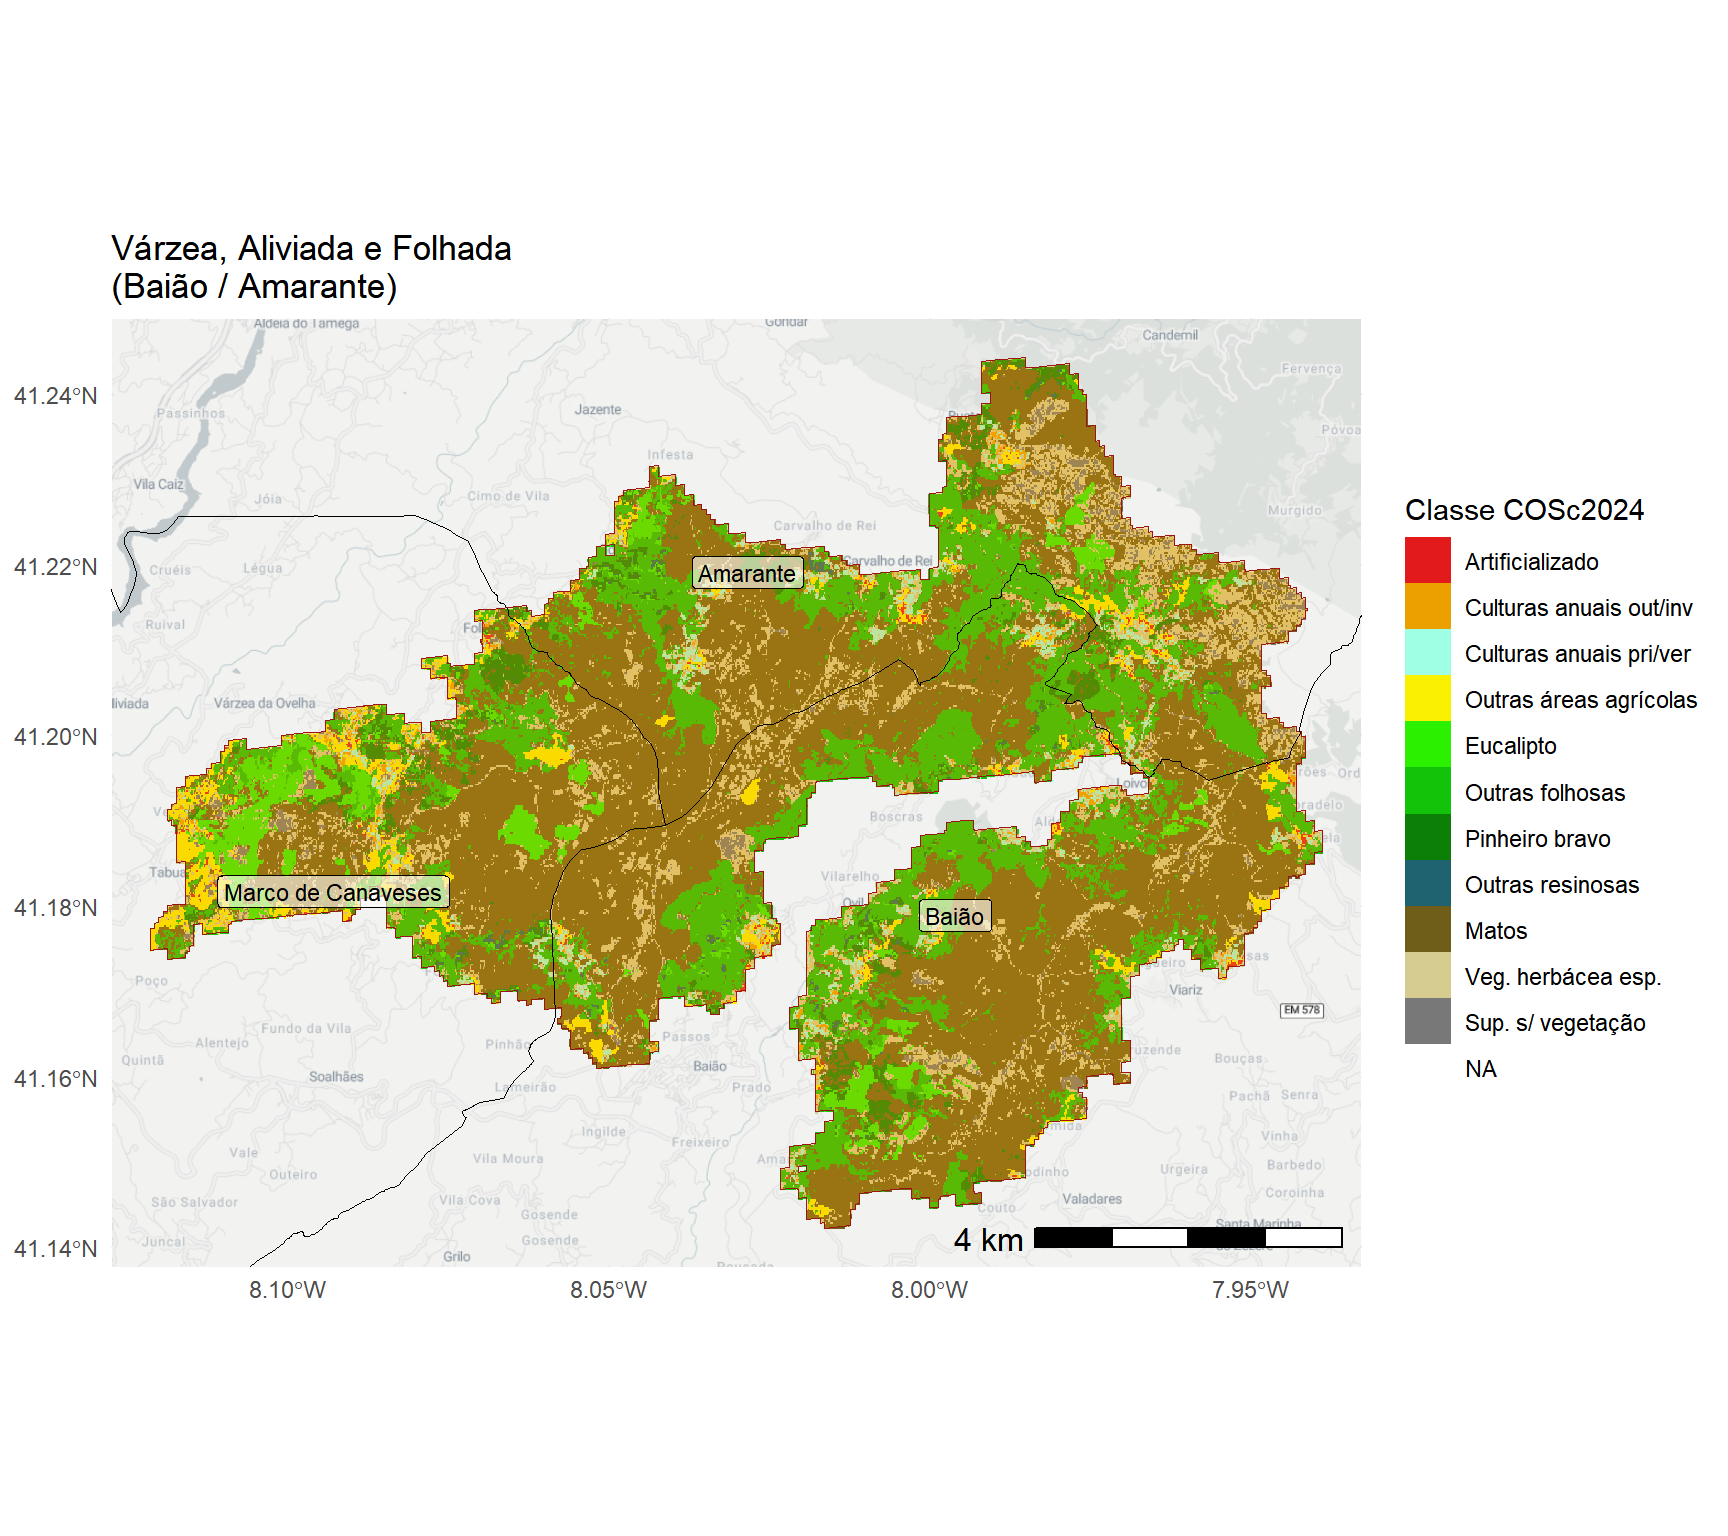 Várzea, Aliviada e Folhada
(Baião / Amarante)
Aldeia do Tamega
Gondar
Candemil
Fervença
41.24°N
Passinhos
Jazente
Póvoa
Infesta
Vila Caiz
Jóia
Cimo de Vila
Murgido
Carvalho de Rei
Carvalho de Rei
41.22°N
Cruéis
Légua
Amarante
Ruival
Várzea da Ovelha
41.20°N
Loivo
Boscras
41.18°N
Marco de Canaveses
Vilarelho
Ovil
Baião
Poço
Viariz
EM 578
Fundo da Vila
Alentejo
Pinhão
Passos
Quintã
Soalhães
Baião
Bouças
41.16°N
Lameirão
Prado
Pachã
Senra
Ingilde
Freixeiro
Vinha
Vale
Vila Moura
Outeiro
Urgeira
Barbedo
São Salvador
Vila Cova
Valadares
Coroinha
Couto
Gosende
Gosende
Santa Marinha
Juncal
Grilo
41.14°N
4 km
8.10°W
8.05°W
8.00°W
7.95°W
Classe COSc2024
Artificializado
Culturas anuais out/inv
Culturas anuais pri/ver
Outras áreas agrícolas
Eucalipto
Outras folhosas
Pinheiro bravo
Outras resinosas
Matos
Veg. herbácea esp.
Sup. s/ vegetação
NA